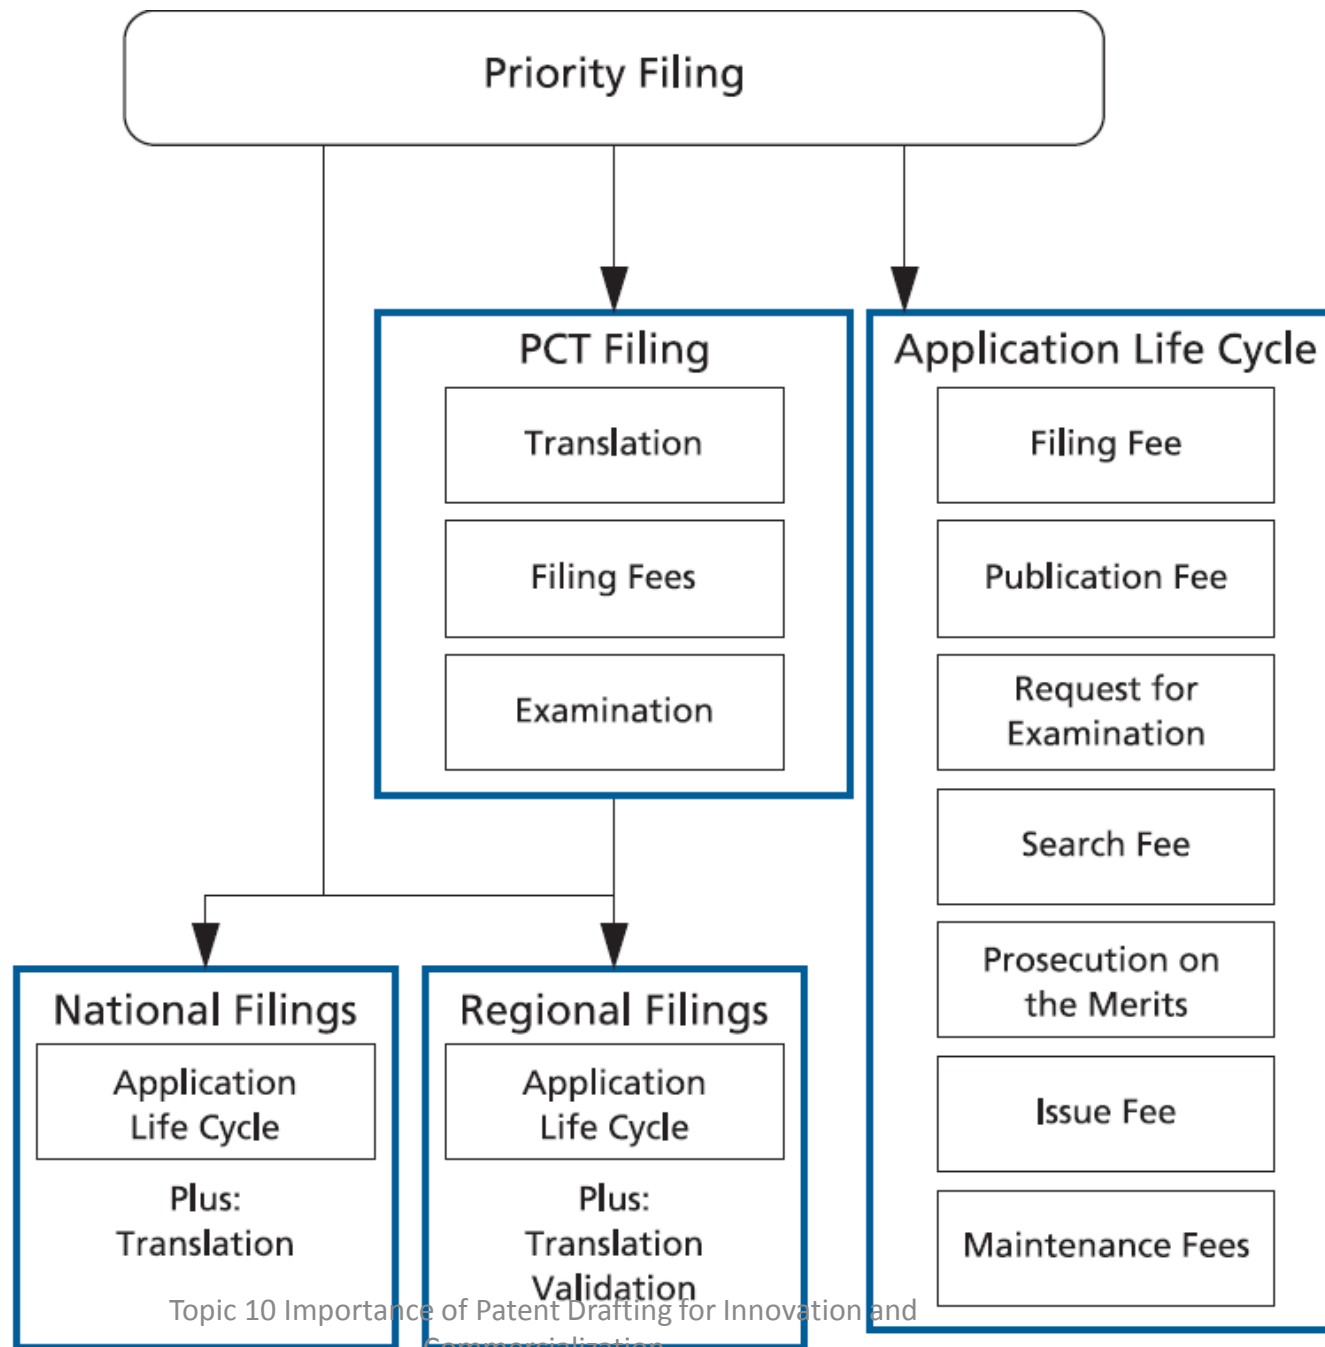 Priority Filing
PCT Filing
Translation
Filing Fees
Examination
Application Life Cycle
Filing Fee
Publication Fee
Request for
Examination
Search Fee
Prosecution on
the Merits
Issue Fee
Maintenance Fees
National Filings
Application
Life Cycle
Plus:
Translation
Regional Filings
Application
Life Cycle
Plus:
Translation
Validation
Topic 10 Importance of Patent Drafting for Innovation and
Commercialization